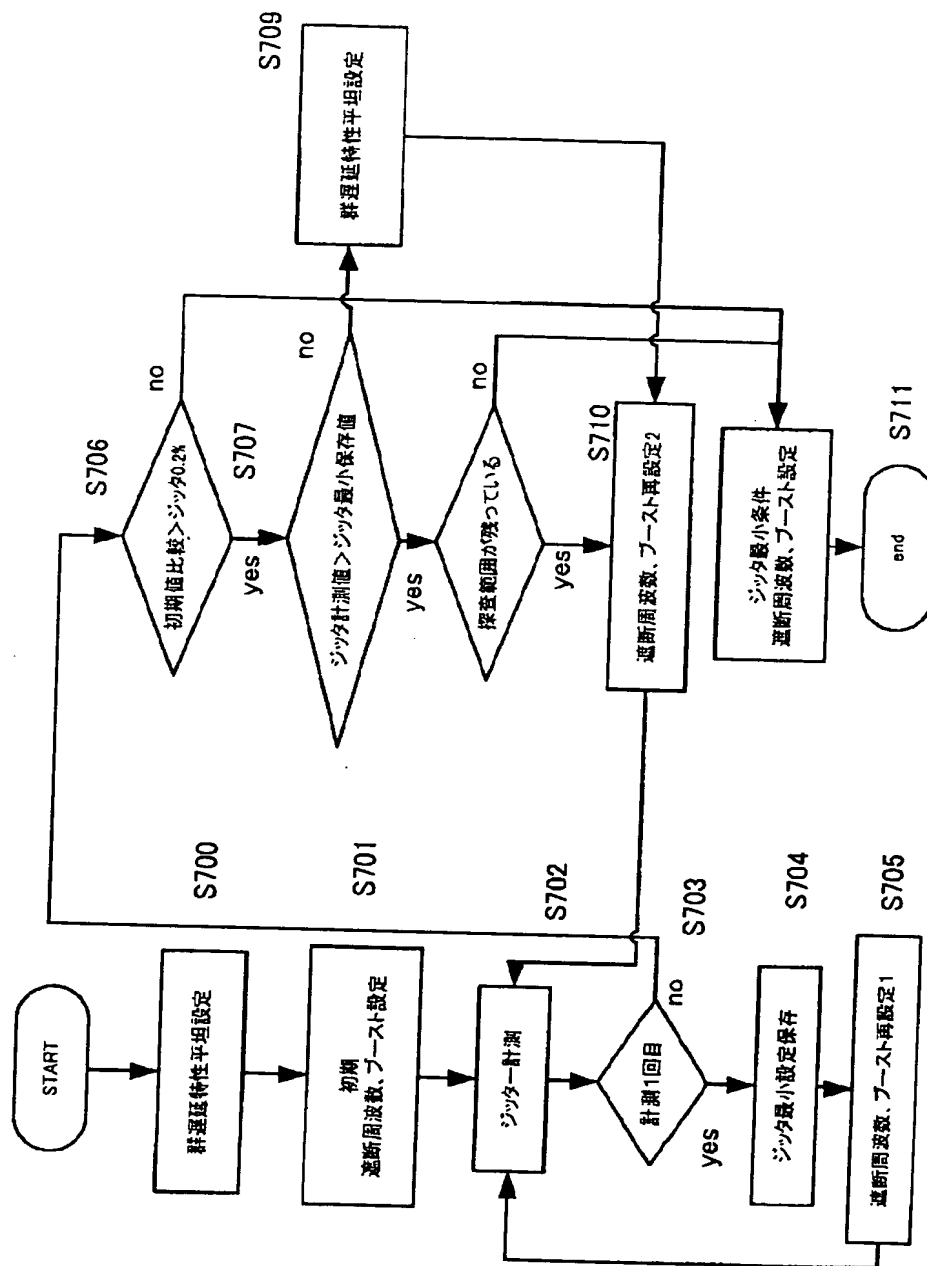 START
群遅延特性平坦設定
S700
初期
遮断周波数、ブースト設定
S701
ジッター計測
S702
計測1回目
S703
no
yes
ジッタ最小設定保存
S704
遮断周波数、ブースト再設定1
S705
初期値比較>ジッタ0.2%
S706
no
yes
ジッタ計測値>ジッタ最小保存値
S707
no
yes
群遅延特性平坦設定
S709
探査範囲が残っている
no
yes
遮断周波数、ブースト再設定2
S710
ジッタ最小条件
遮断周波数、ブースト設定
S711
end